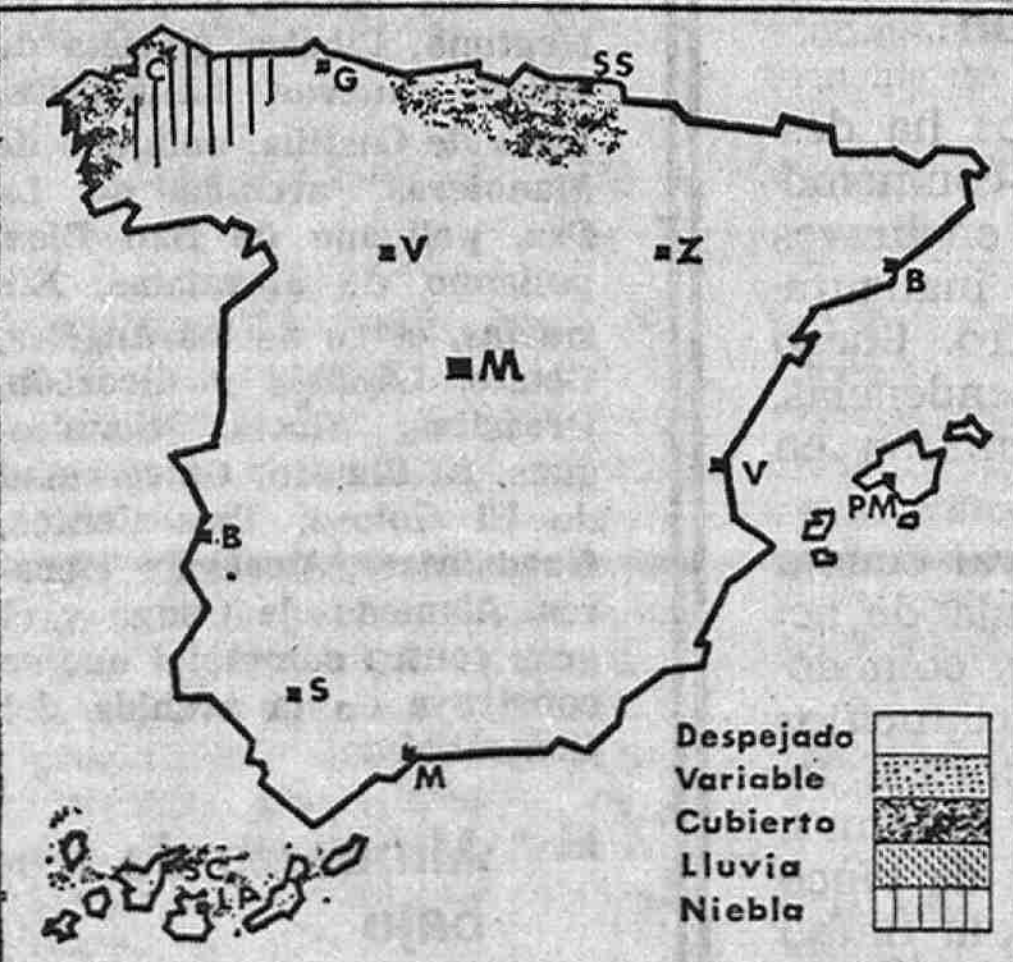 C
G
SS
V
Z
B
M
V
PM
B
S
M
SC
LP
Despejado
Variable
Cubierto
Lluvia
Niebla